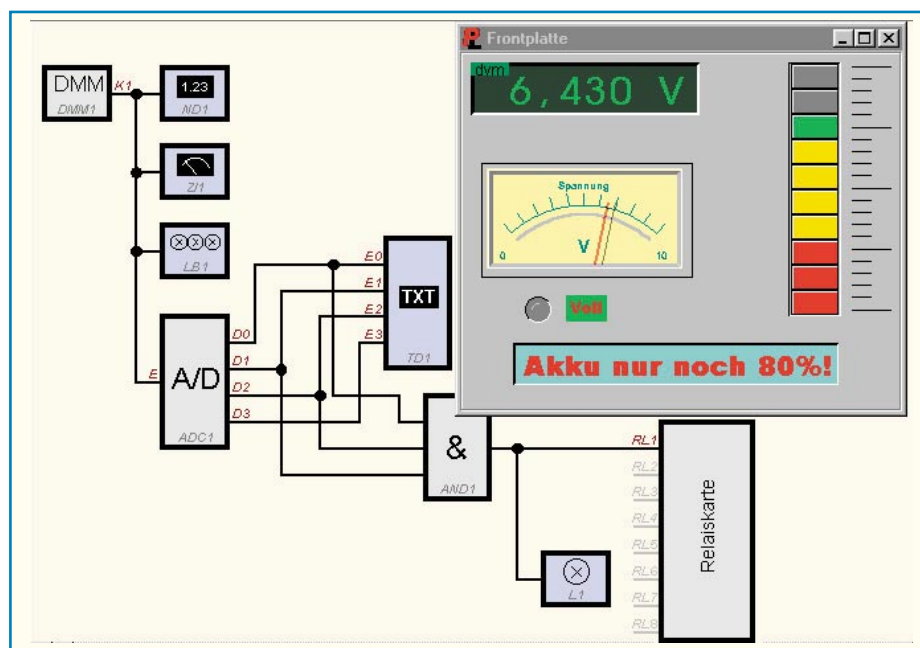 Frontplatte
dvm
6,430 V
Spannung
V
0
10
Voll
Akku nur noch 80%!
DMM
K1
DMM1
1.23
ND1
ZI1
LB1
E0
E1
E2
E3
TXT
TD1
E
A/D
D0
D1
D2
D3
ADC1
&
AND1
L1
RL1
RL2
RL3
RL4
RL5
RL6
RL7
RL8
Relaiskarte